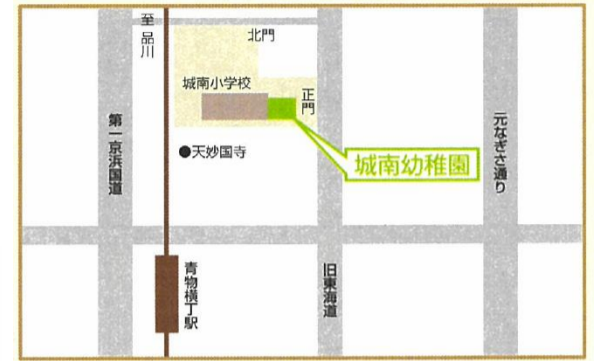 至品川
北門
城南小学校
正門
第一京浜国道
●天妙国寺
城南幼稚園
元なぎさ通り
青物横丁駅
旧東海道